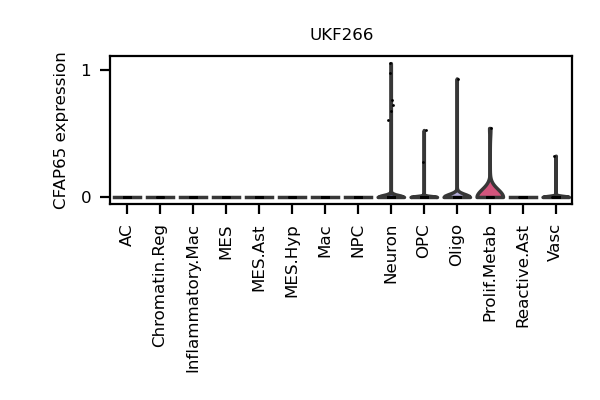 UKF266
CFAP65 expression
1
0
AC
Chromatin.Reg
Inflammatory.Mac
MES
MES.Ast
MES.Hyp
Mac
NPC
Neuron
OPC
Oligo
Prolif.Metab
Reactive.Ast
Vasc